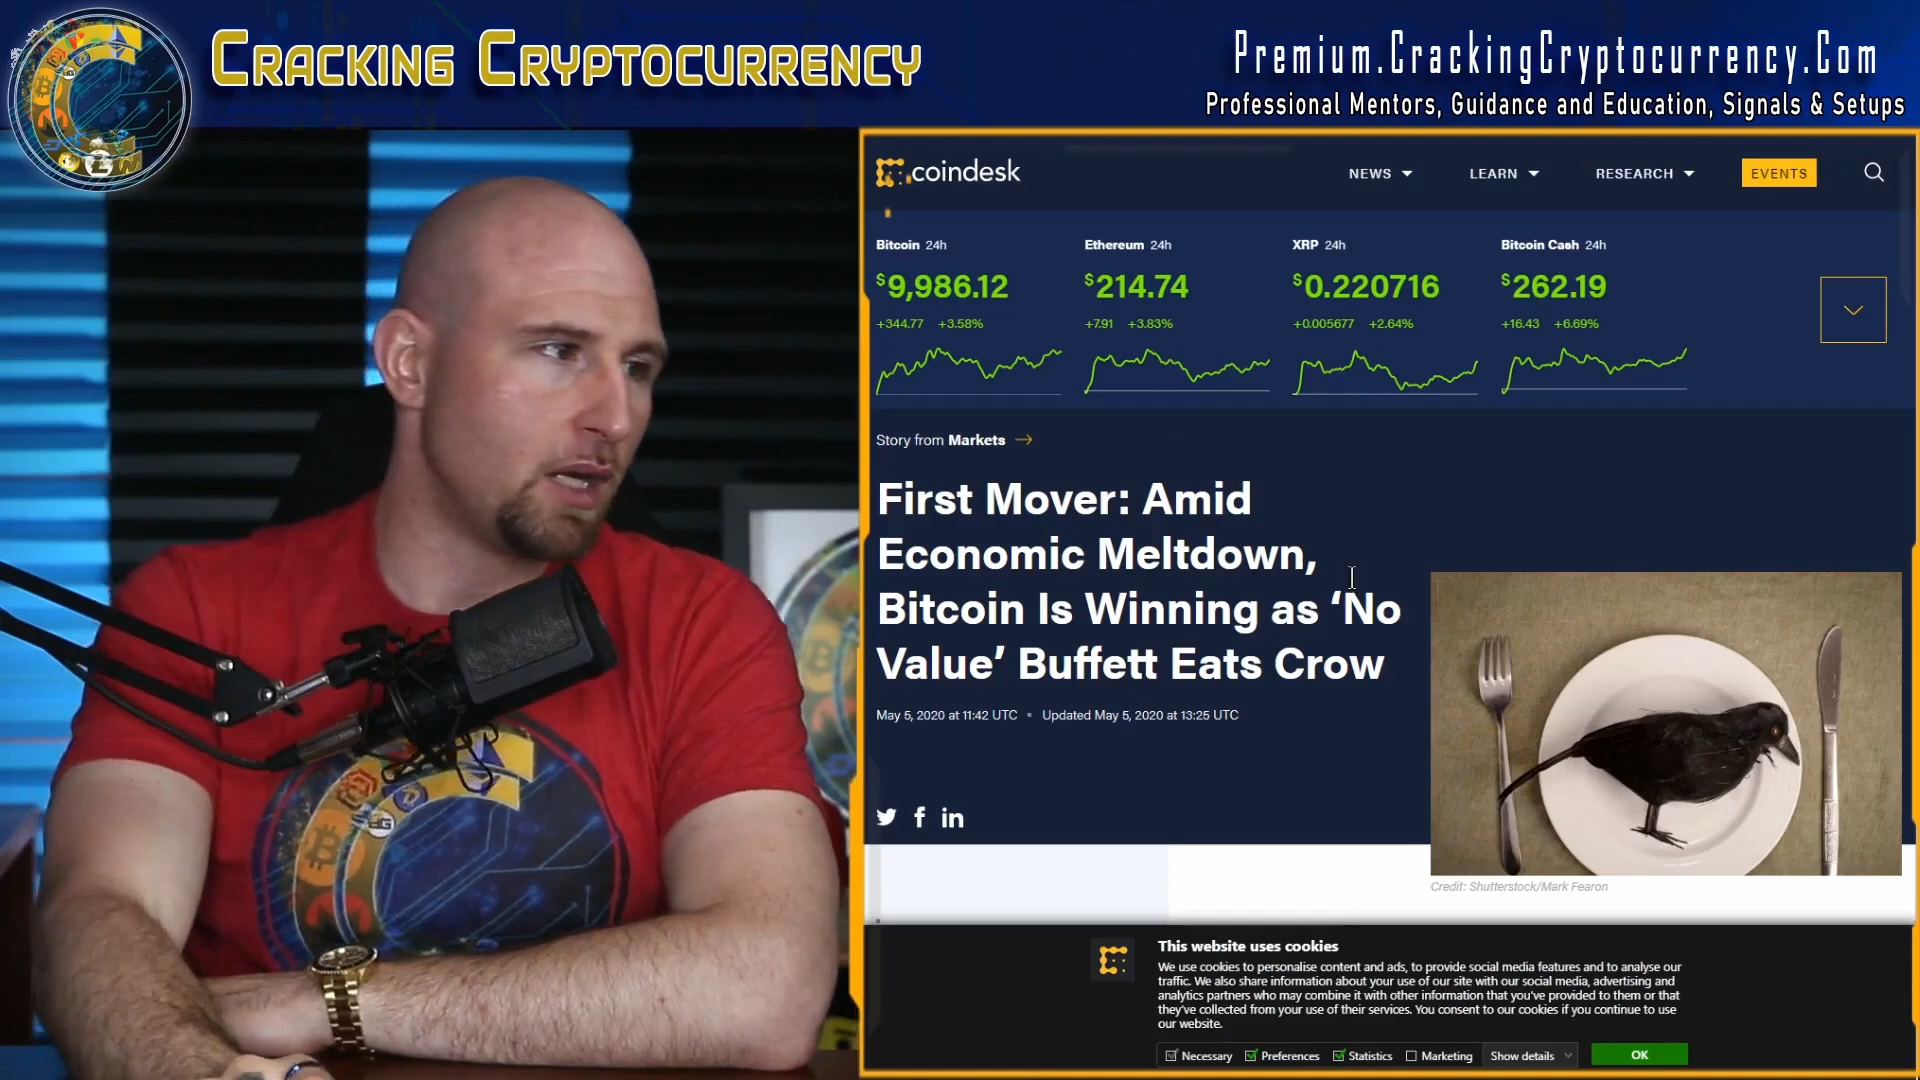 Cracking Cryptocurrency
Premium.CrackingCryptocurrency.Com
Professional Mentors, Guidance and Education, Signals & Setups
coindesk
NEWS
LEARN
RESEARCH
EVENTS
Bitcoin 24h
Ethereum 24h
XRP 24h
Bitcoin Cash 24h
$9,986.12
$214.74
$0.220716
$262.19
+344.77 +3.58%
+7.91 +3.83%
+0.005677 +2.64%
+16.43 +6.69%
Story from Markets
First Mover: Amid
Economic Meltdown,
Bitcoin Is Winning as ‘No
Value’ Buffett Eats Crow
May 5, 2020 at 11:42 UTC • Updated May 5, 2020 at 13:25 UTC
Credit: Shutterstock/Mark Fearon
This website uses cookies
We use cookies to personalise content and ads, to provide social media features and to analyse our
traffic. We also share information about your use of our site with our social media, advertising and
analytics partners who may combine it with other information that you've provided to them or that
they've collected from your use of their services. You consent to our cookies if you continue to use
our website.
Necessary
Preferences
Statistics
Marketing
Show details
OK